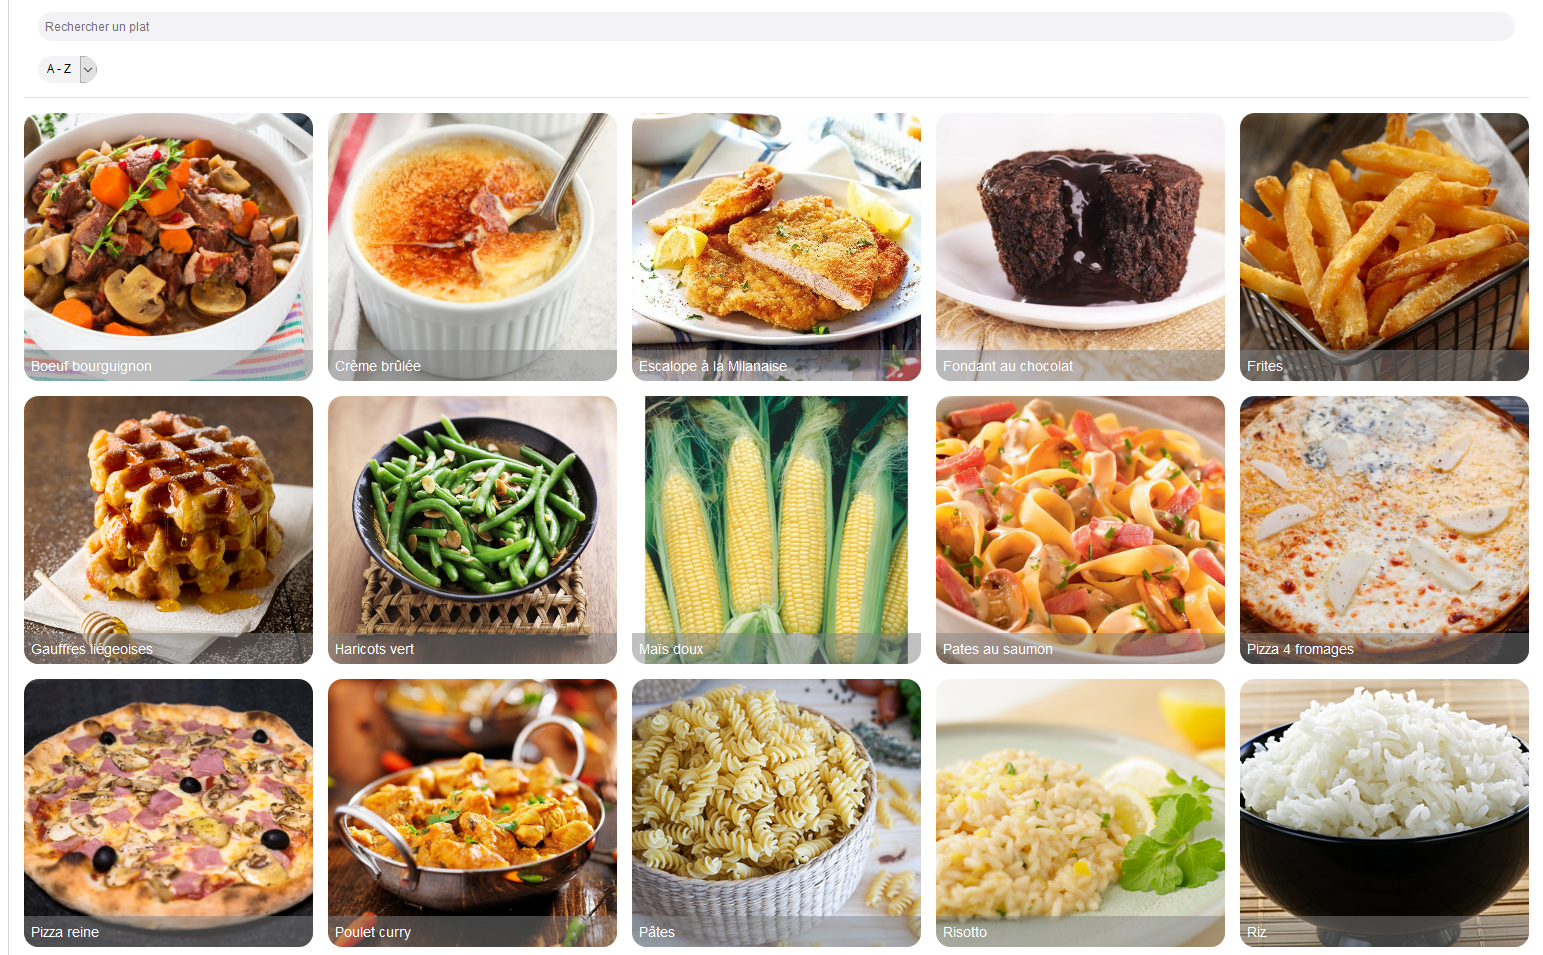 Rechercher un plat
A - Z
Boeuf bourguignon
Crème brûlée
Escalope à la Milanaise
Fondant au chocolat
Frites
Gauffres liégeoises
Haricots vert
Maïs doux
Pates au saumon
Pizza 4 fromages
Pizza reine
Poulet curry
Pâtes
Risotto
Riz